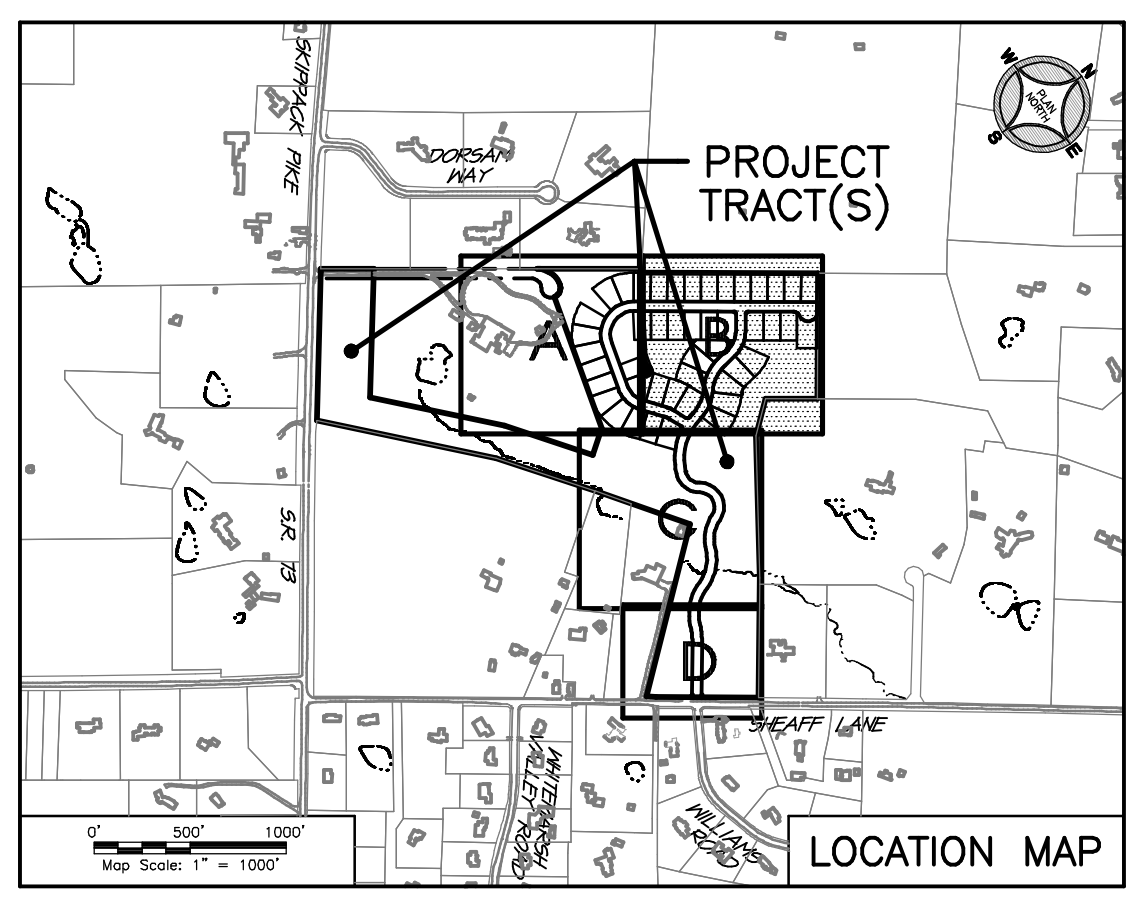 SKIPPACK PIKE
W
N
PLAN
NORTH
S
E
DORSAM
WAY
PROJECT
TRACT(S)
A
B
C
S.R. 73
D
SHEAFF LANE
WHITEMARSH
VALLEY ROAD
WILLIAMS
ROAD
0' 500' 1000'
Map Scale: 1" = 1000'
LOCATION MAP